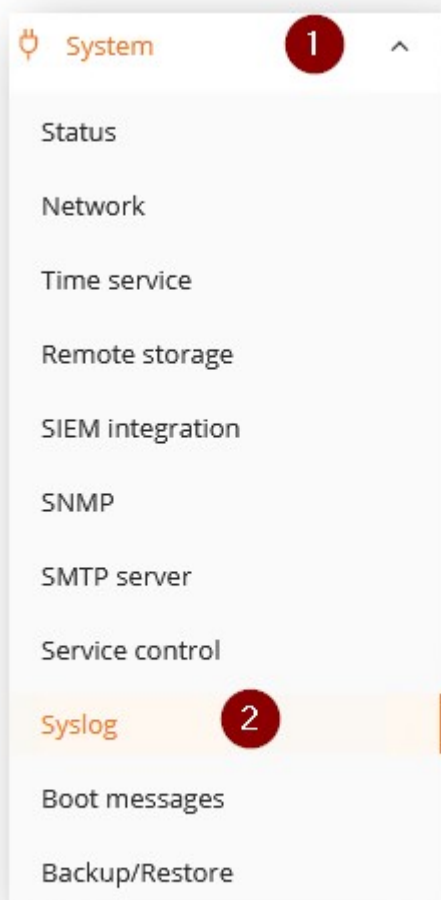 System 1
Status
Network
Time service
Remote storage
SIEM integration
SNMP
SMTP server
Service control
Syslog 2
Boot messages
Backup/Restore